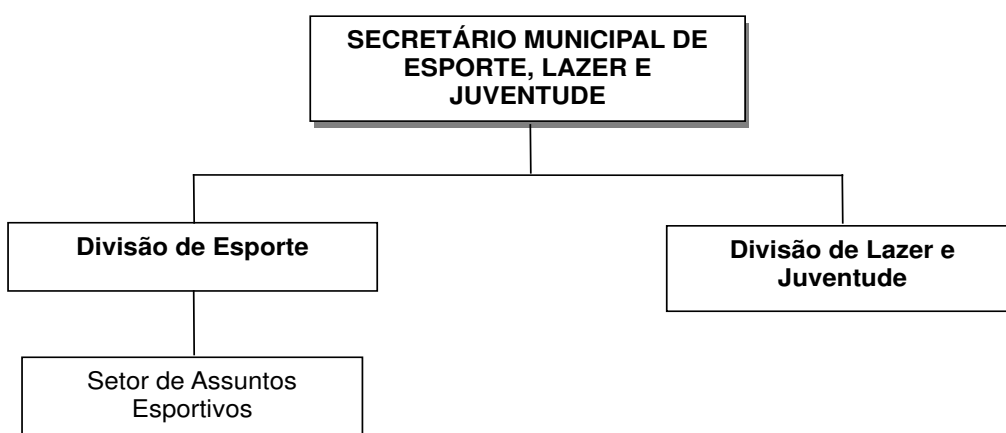 SECRETÁRIO MUNICIPAL DE
ESPORTE, LAZER E
JUVENTUDE
Divisão de Esporte
Divisão de Lazer e
Juventude
Setor de Assuntos
Esportivos